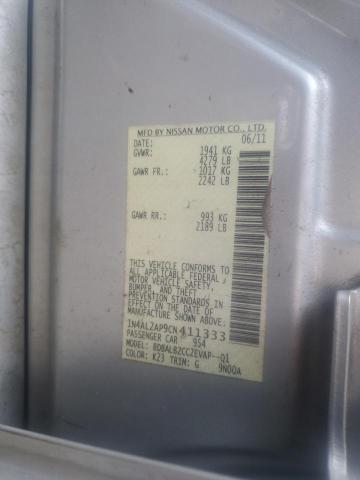 MFD BY NISSAN MOTOR CO., LTD.
DATE: 06/11
GVWR: 1941 KG
4279 LB
GAWR FR.: 1017 KG
2242 LB
GAWR RR.: 993 KG
2189 LB
THIS VEHICLE CONFORMS TO
ALL APPLICABLE FEDERAL
MOTOR VEHICLE SAFETY,
BUMPER, AND THEFT
PREVENTION STANDARDS IN
EFFECT ON THE DATE OF
MANUFACTURE SHOWN ABOVE.
1N4AL2AP9CN411333
PASSENGER CAR 9S4
MODEL: BDBALB2CC2EVAP--Q1
COLOR: K23 TRIM: G 9N00A